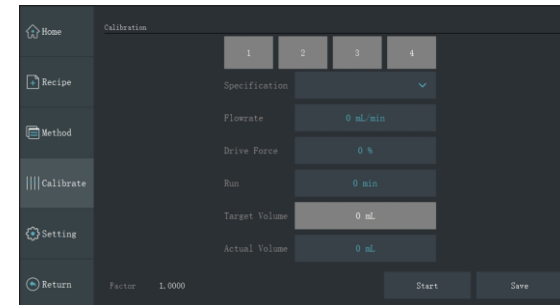 Home
Recipe
Method
Calibrate
Setting
Return
Calibration
1 2 3 4
Specification
Flowrate 0 mL/min
Drive Force 0 %
Run 0 min
Target Volume 0 mL
Actual Volume 0 mL
Factor 1.0000 Start Save